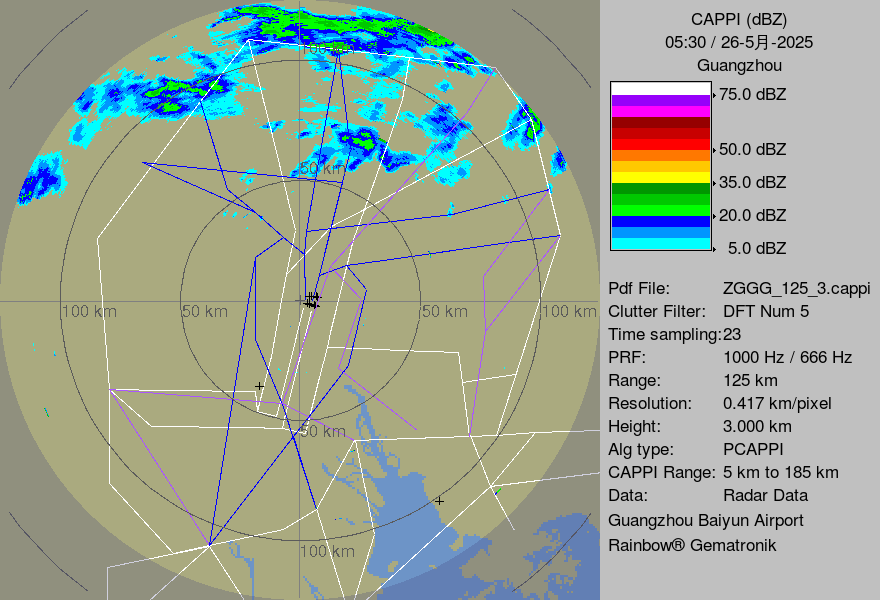 CAPPI (dBZ)
05:30 / 26-5月-2025
Guangzhou
75.0 dBZ
50.0 dBZ
35.0 dBZ
20.0 dBZ
5.0 dBZ
Pdf File: ZGGG_125_3.cappi
Clutter Filter: DFT Num 5
Time sampling:23
PRF: 1000 Hz / 666 Hz
Range: 125 km
Resolution: 0.417 km/pixel
Height: 3.000 km
Alg type: PCAPPI
CAPPI Range: 5 km to 185 km
Data: Radar Data
Guangzhou Baiyun Airport
Rainbow® Gematronik
100 km
50 km
100 km
50 km
50 km
100 km
50 km
100 km